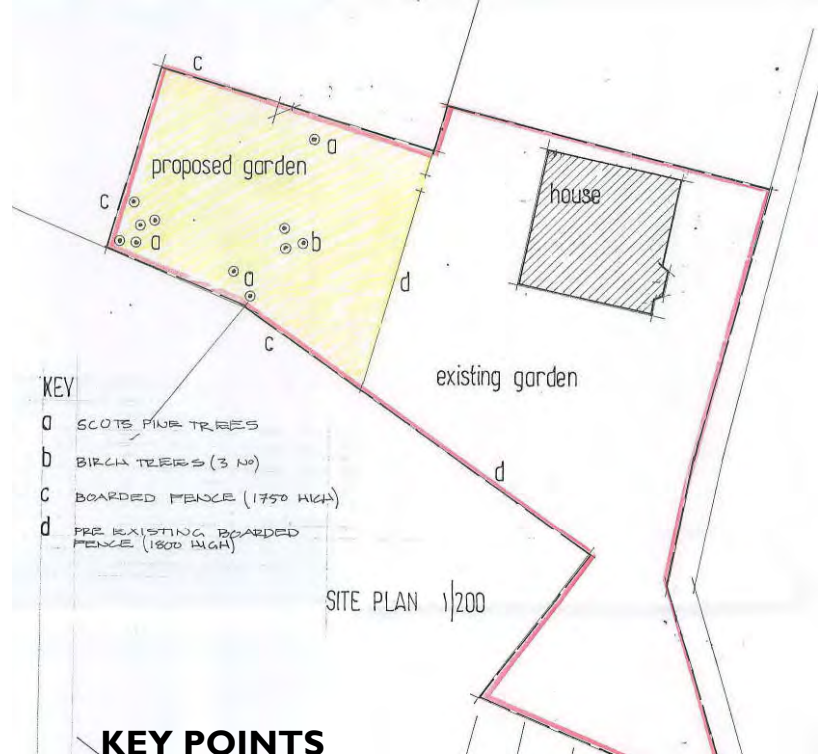 c
a
proposed garden
house
c
a
b
a
d
c
existing garden
KEY
a SCOTS PINE TREES
b BIRCH TREES (3 NO)
c BOARDED FENCE (1750 HIGH)
d PRE EXISTING BOARDED
FENCE (1800 HIGH)
d
SITE PLAN 1|200
KEY POINTS